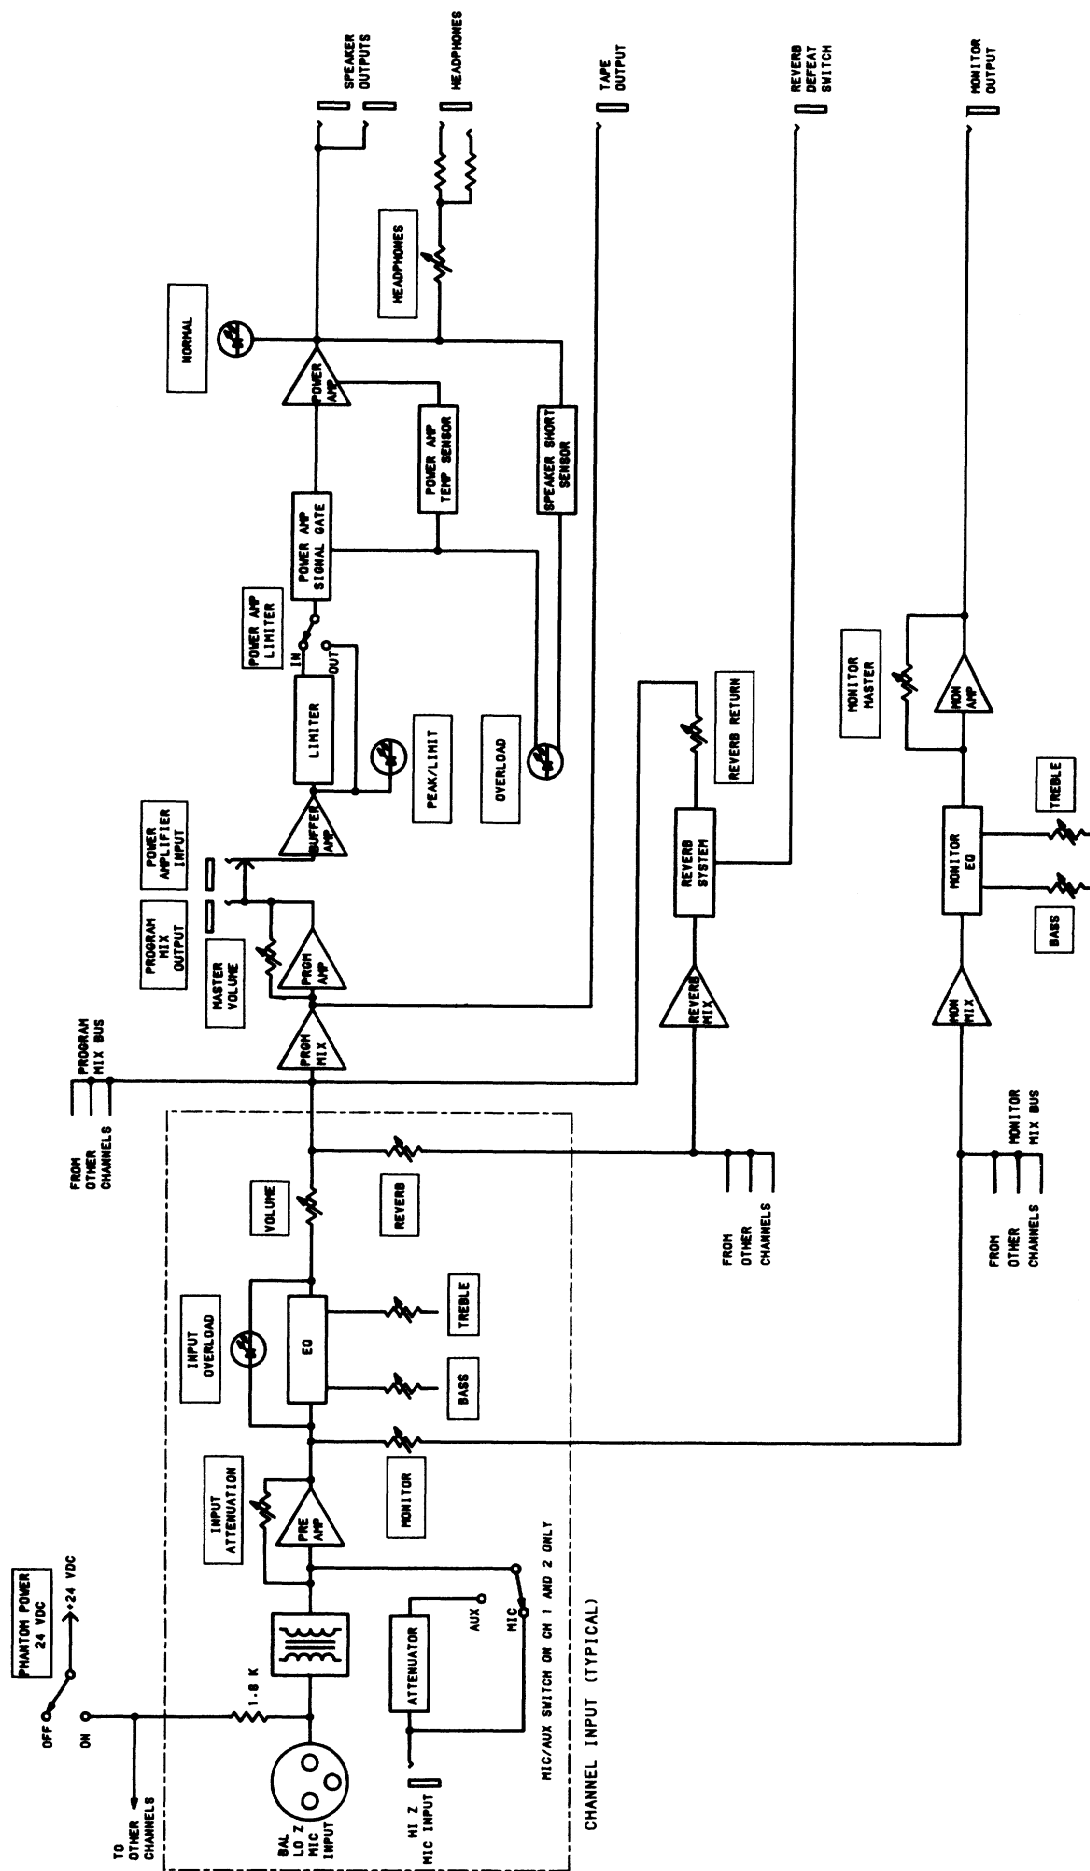 PHANTOM POWER
24 VDC
+24 VDC
OFF
ON
TO
OTHER
CHANNELS
1.8 K
BAL
LO Z
MIC
INPUT
HI Z
MIC INPUT
ATTENUATOR
AUX
MIC
MIC/AUX SWITCH ON CH 1 AND 2 ONLY
CHANNEL INPUT (TYPICAL)
INPUT
ATTENUATION
PRE
AMP
MONITOR
INPUT
OVERLOAD
EQ
BASS
TREBLE
VOLUME
REVERB
FROM
OTHER
CHANNELS
PROGRAM
MIX BUS
PRGM
MIX
MASTER
VOLUME
PRGM
AMP
PROGRAM
MIX
OUTPUT
POWER
AMPLIFIER
INPUT
BUFFER
AMP
LIMITER
PEAK/LIMIT
POWER AMP
LIMITER
IN
OUT
POWER AMP
SIGNAL GATE
OVERLOAD
POWER AMP
TEMP SENSOR
SPEAKER SHORT
SENSOR
POWER
AMP
NORMAL
HEADPHONES
SPEAKER
OUTPUTS
HEADPHONES
TAPE
OUTPUT
FROM
OTHER
CHANNELS
REVERB
MIX
REVERB
SYSTEM
REVERB RETURN
REVERB
DEFEAT
SWITCH
FROM
OTHER
CHANNELS
MONITOR
MIX BUS
MON
MIX
MONITOR
EQ
BASS
TREBLE
MONITOR
MASTER
MON
AMP
MONITOR
OUTPUT